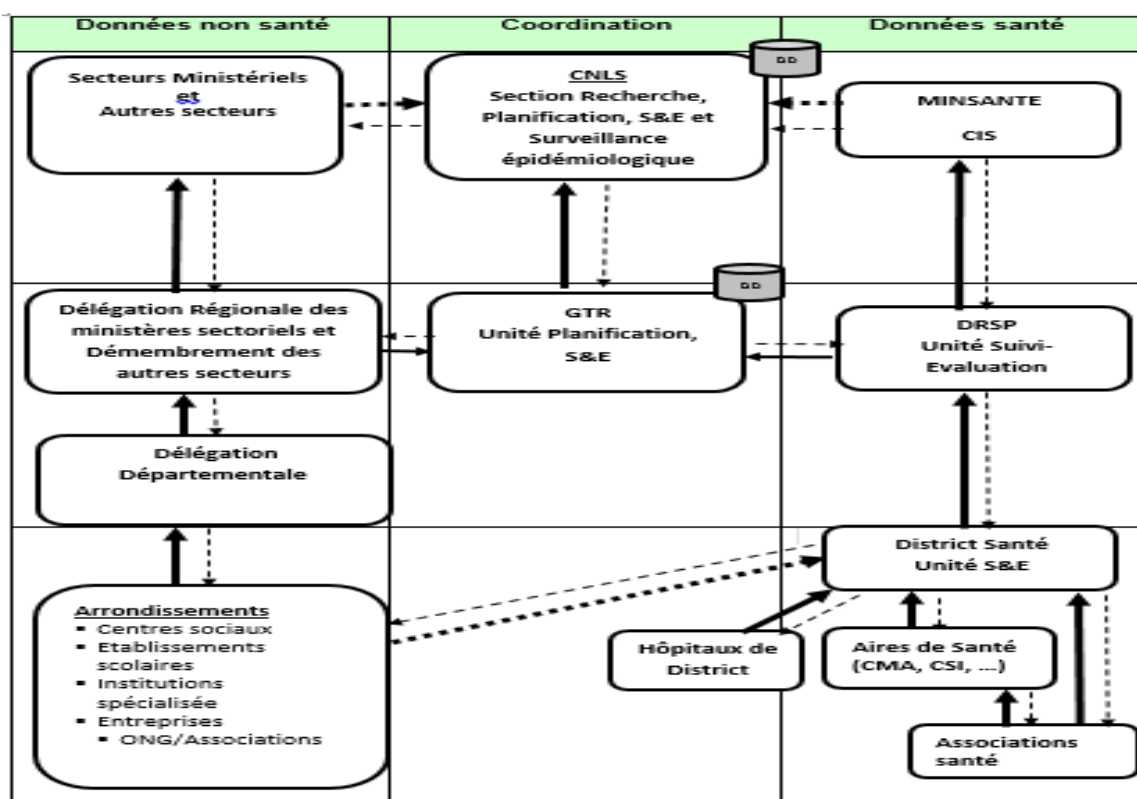 Données non santé
Coordination
Données santé
Secteurs Ministériels
et
Autres secteurs
CNLS
Section Recherche,
Planification, S&E et
Surveillance
épidémiologique
MINSANTE
CIS
Délégation Régionale des
ministères sectoriels et
Démembrement des
autres secteurs
GTR
Unité Planification,
S&E
DRSP
Unité Suivi-
Evaluation
Délégation
Départementale
District Santé
Unité S&E
Arrondissements
▪ Centres sociaux
▪ Etablissements
scolaires
▪ Institutions
spécialisée
▪ Entreprises
▪ ONG/Associations
Hôpitaux de
District
Aires de Santé
(CMA, CSI, ...)
Associations
santé